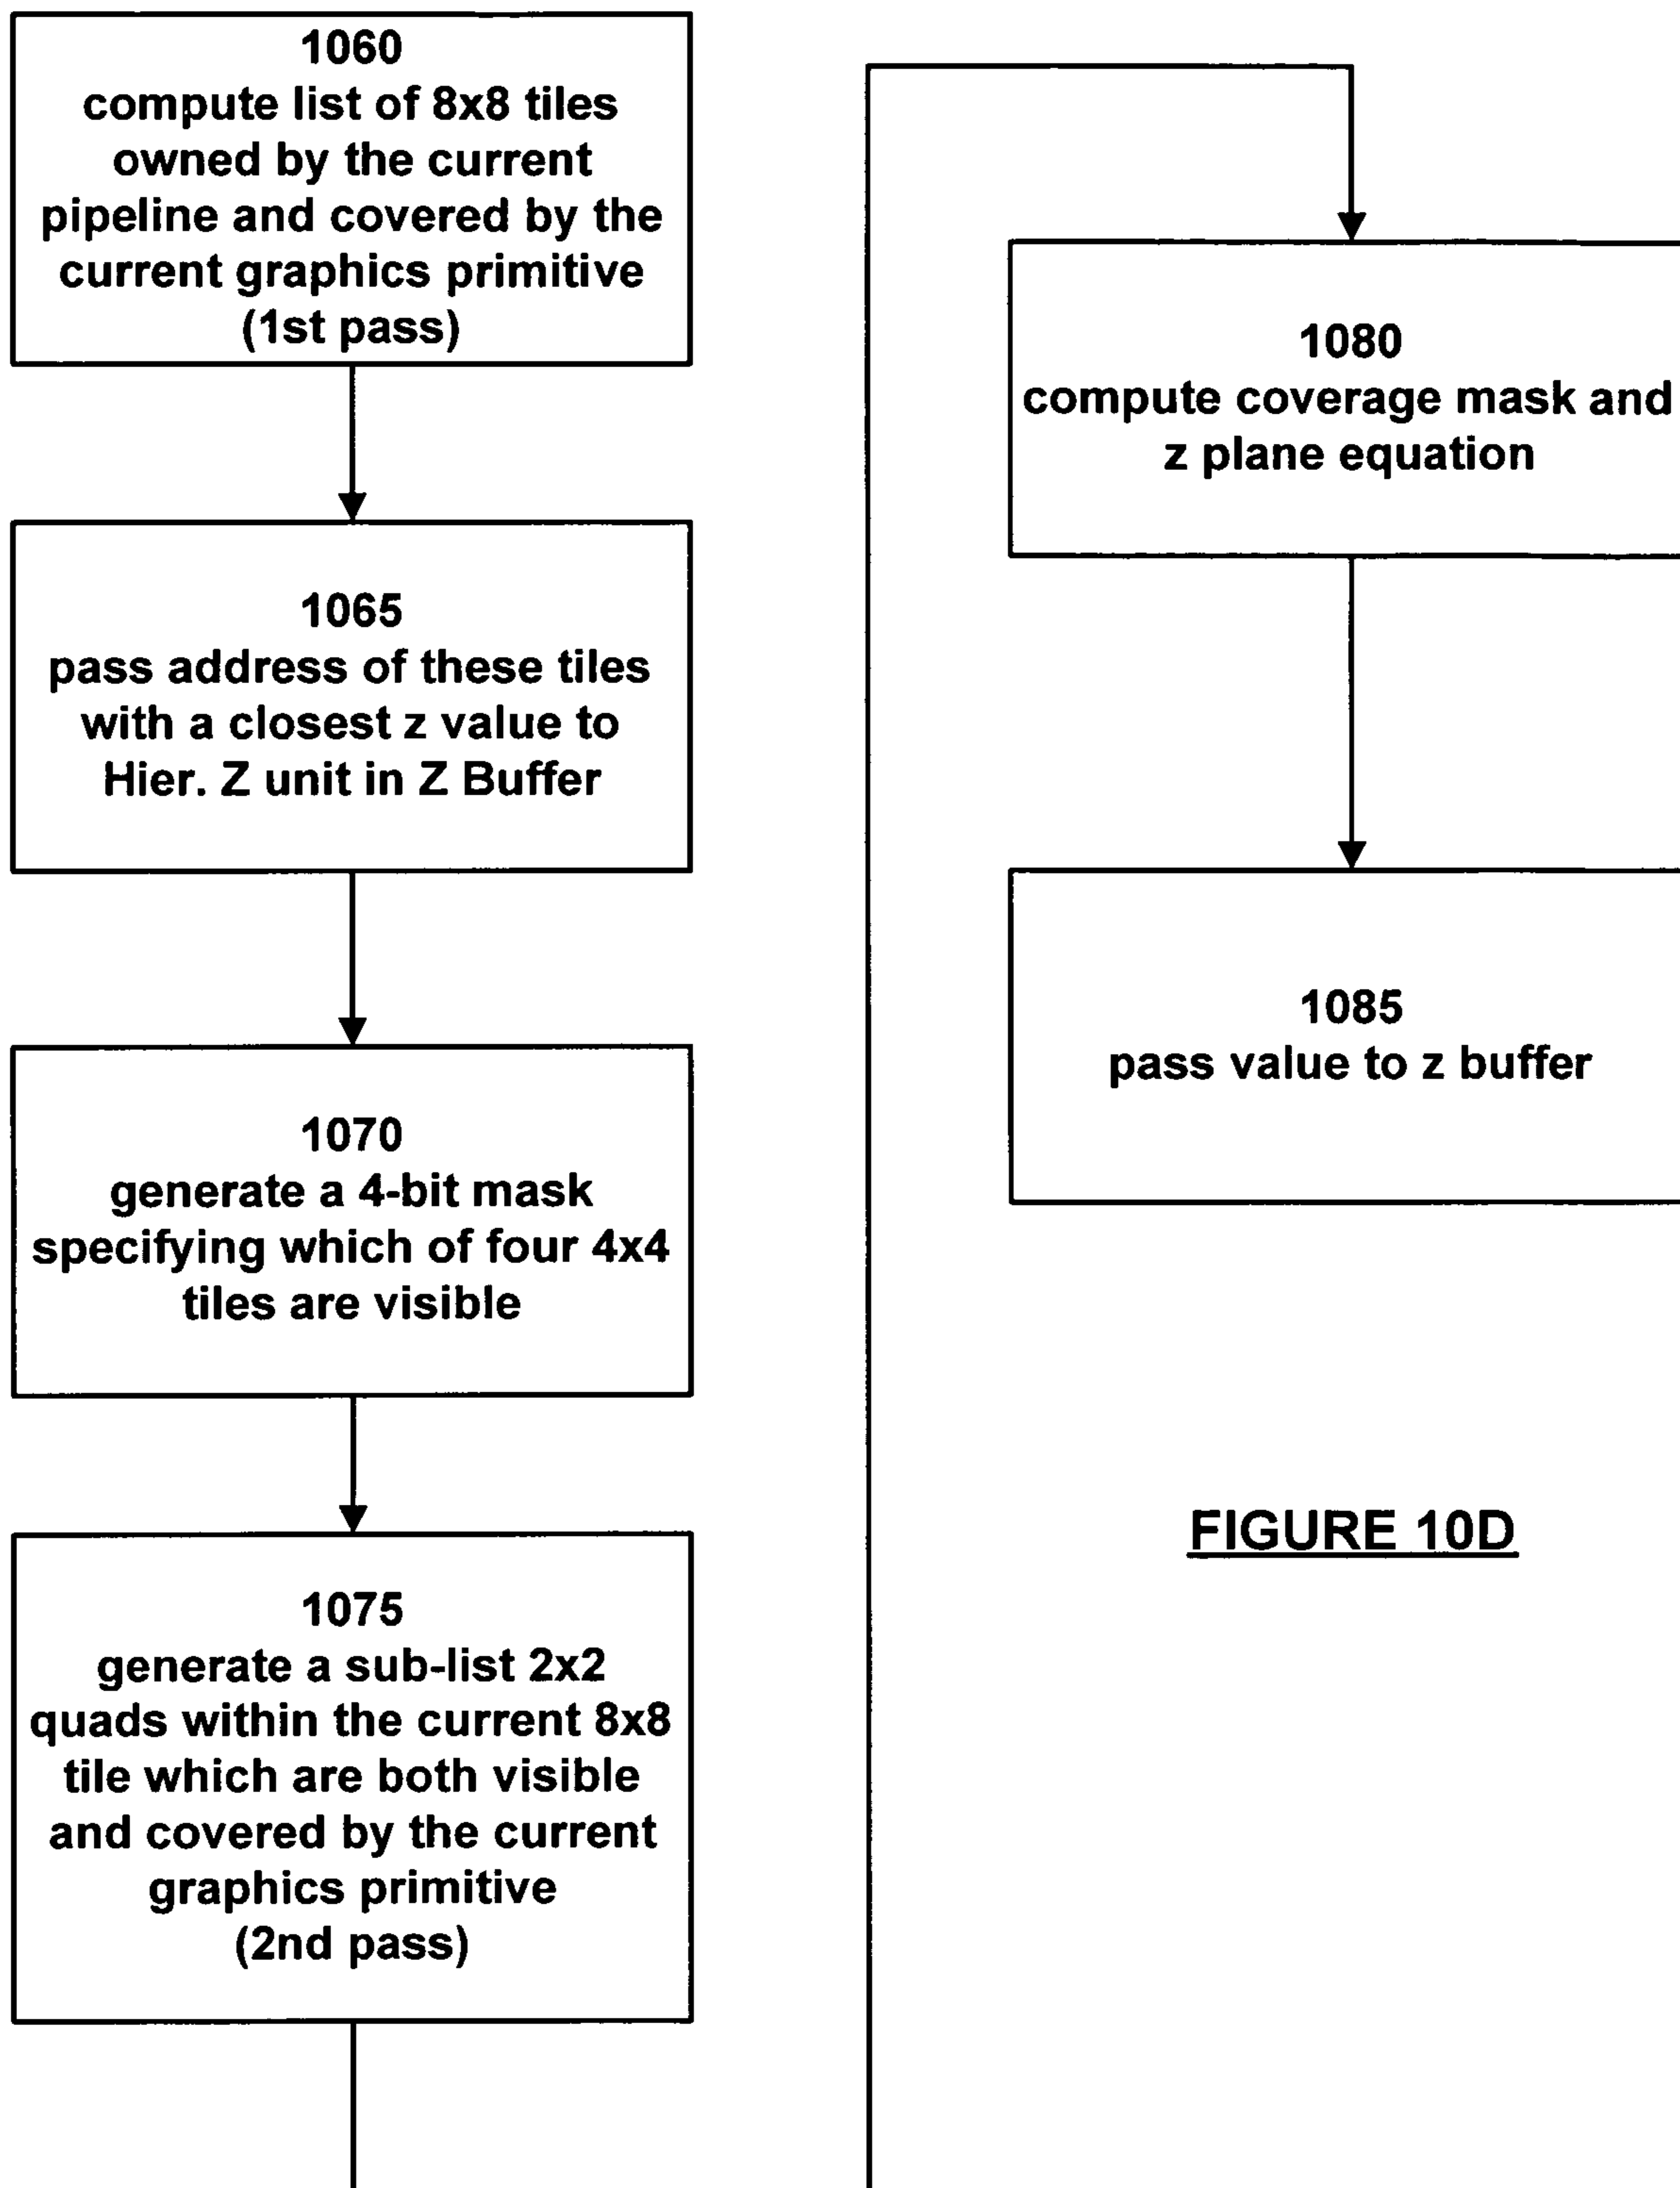 1060
compute list of 8x8 tiles
owned by the current
pipeline and covered by the
current graphics primitive
(1st pass)
1065
pass address of these tiles
with a closest z value to
Hier. Z unit in Z Buffer
1070
generate a 4-bit mask
specifying which of four 4x4
tiles are visible
1075
generate a sub-list 2x2
quads within the current 8x8
tile which are both visible
and covered by the current
graphics primitive
(2nd pass)
1080
compute coverage mask and
z plane equation
1085
pass value to z buffer
FIGURE 10D